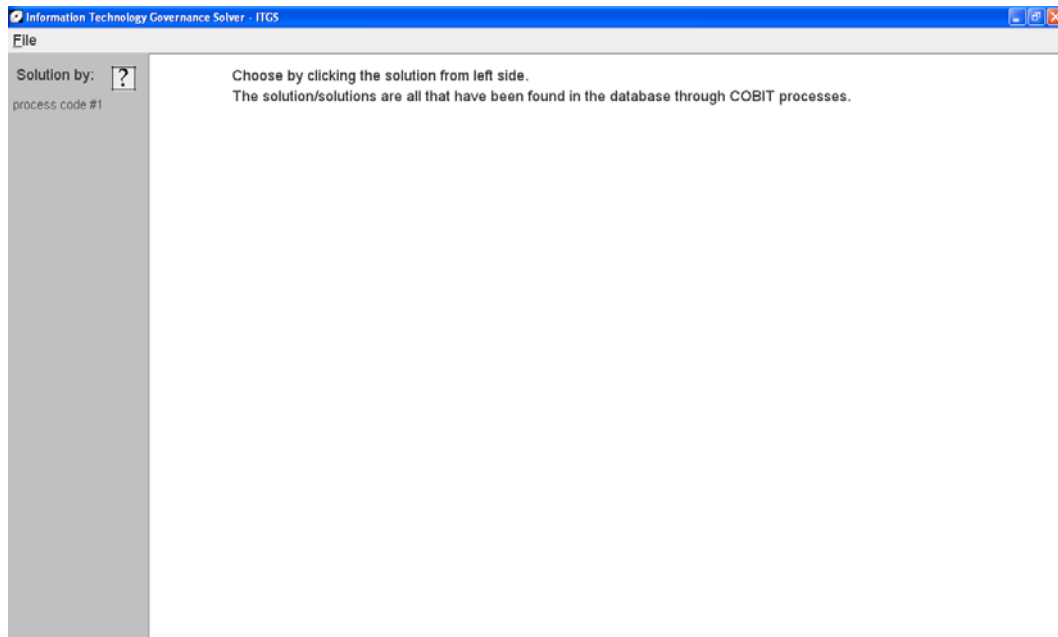 Information Technology Governance Solver - ITGS
File
Solution by: ?
process code #1
Choose by clicking the solution from left side.
The solution/solutions are all that have been found in the database through COBIT processes.